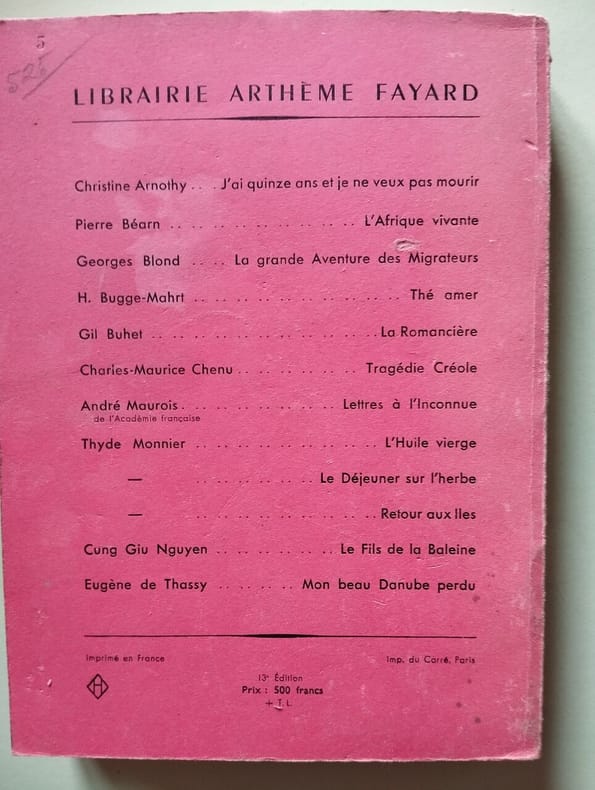 5
525
LIBRAIRIE ARTHÈME FAYARD
Christine Arnothy . . . J'ai quinze ans et je ne veux pas mourir
Pierre Béarn . . . . . . . . . . . . . . . . L'Afrique vivante
Georges Blond . . . . La grande Aventure des Migrateurs
H. Bugge-Mahrt . . . . . . . . . . . . . . . . . . Thé amer
Gil Buhet . . . . . . . . . . . . . . . . . . . La Romancière
Charles-Maurice Chenu . . . . . . . . . . . Tragédie Créole
André Maurois . . . . . . . . . . . . . . Lettres à l'Inconnue
de l'Académie française
Thyde Monnier . . . . . . . . . . . . . . . . L'Huile vierge
— . . . . . . . . . . Le Déjeuner sur l'herbe
— . . . . . . . . . . . . . . . . Retour aux Iles
Cung Giu Nguyen . . . . . . . . . . Le Fils de la Baleine
Eugène de Thassy . . . . . . . Mon beau Danube perdu
Imprimé en France
Imp. du Carré, Paris
H
13e Édition
Prix : 500 francs
+ T. L.